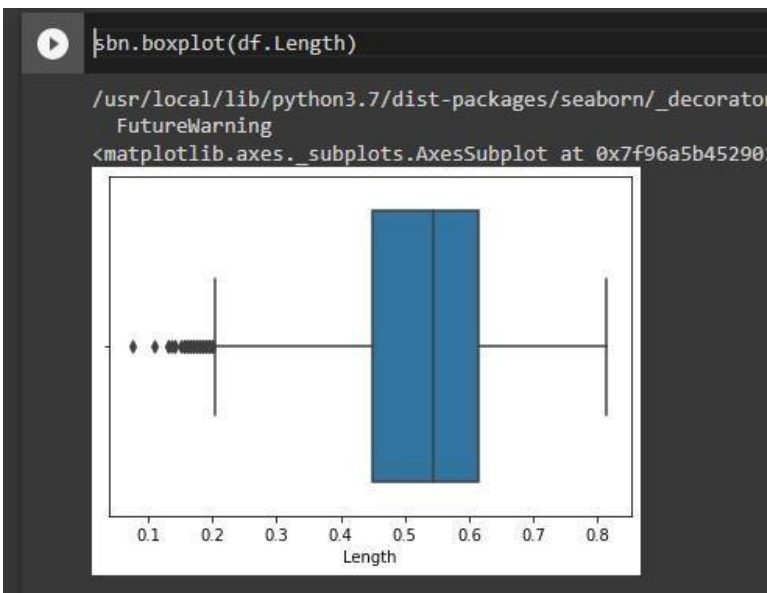 sbn.boxplot(df.Length)
/usr/local/lib/python3.7/dist-packages/seaborn/_decorator
FutureWarning
<matplotlib.axes._subplots.AxesSubplot at 0x7f96a5b45290>
0.1 0.2 0.3 0.4 0.5 0.6 0.7 0.8
Length